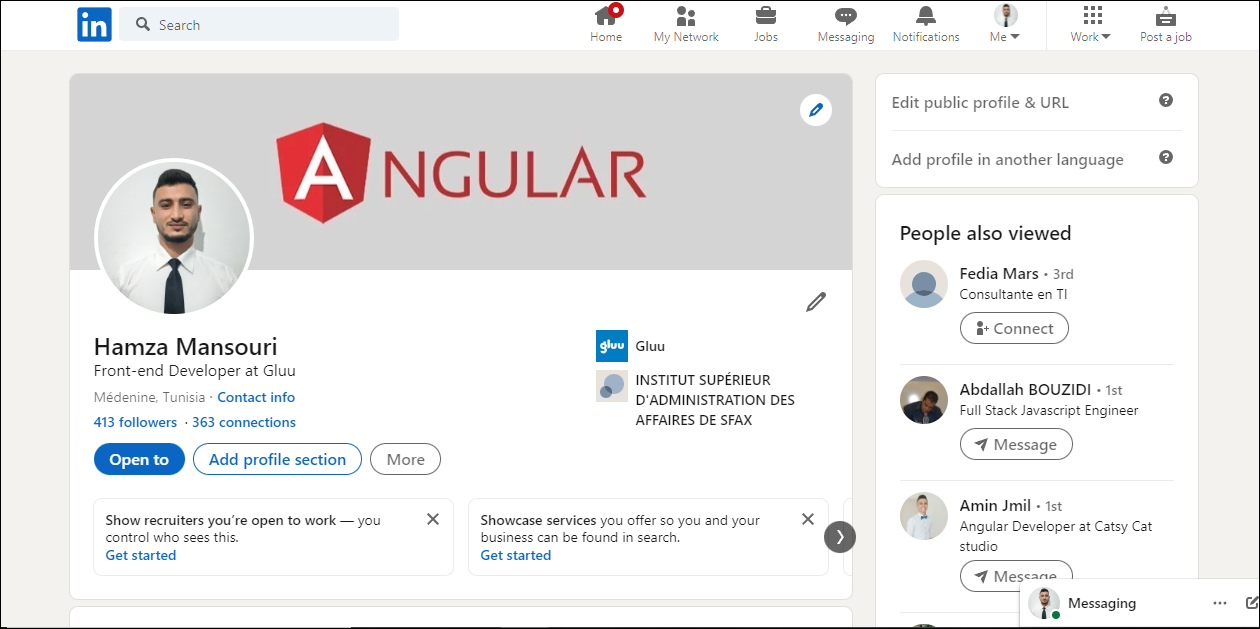 in
Search
Home
My Network
Jobs
Messaging
Notifications
Me
Work
Post a job
ANGULAR
Edit public profile & URL
Add profile in another language
Hamza Mansouri
Front-end Developer at Gluu
Médenine, Tunisia · Contact info
413 followers · 363 connections
Open to
Add profile section
More
gluu
Gluu
INSTITUT SUPÉRIEUR
D'ADMINISTRATION DES
AFFAIRES DE SFAX
Show recruiters you're open to work — you
control who sees this.
Get started
Showcase services you offer so you and your
business can be found in search.
Get started
People also viewed
Fedia Mars · 3rd
Consultante en TI
Connect
Abdallah BOUZIDI · 1st
Full Stack Javascript Engineer
Message
Amin Jmil · 1st
Angular Developer at Catsy Cat
studio
Message
Messaging